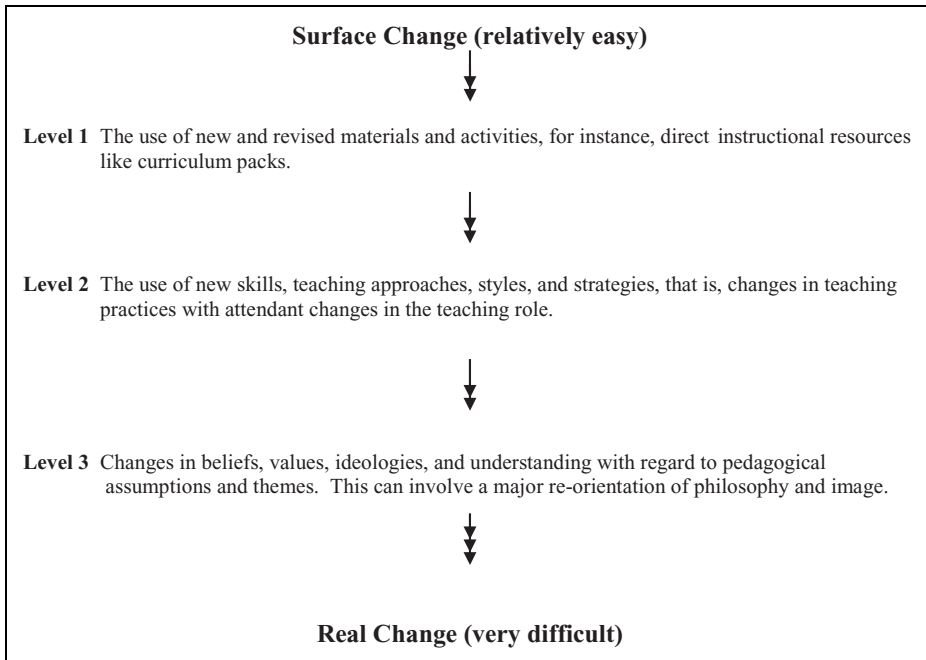 Surface Change (relatively easy)
Level 1 The use of new and revised materials and activities, for instance, direct instructional resources
like curriculum packs.
Level 2 The use of new skills, teaching approaches, styles, and strategies, that is, changes in teaching
practices with attendant changes in the teaching role.
Level 3 Changes in beliefs, values, ideologies, and understanding with regard to pedagogical
assumptions and themes. This can involve a major re-orientation of philosophy and image.
Real Change (very difficult)